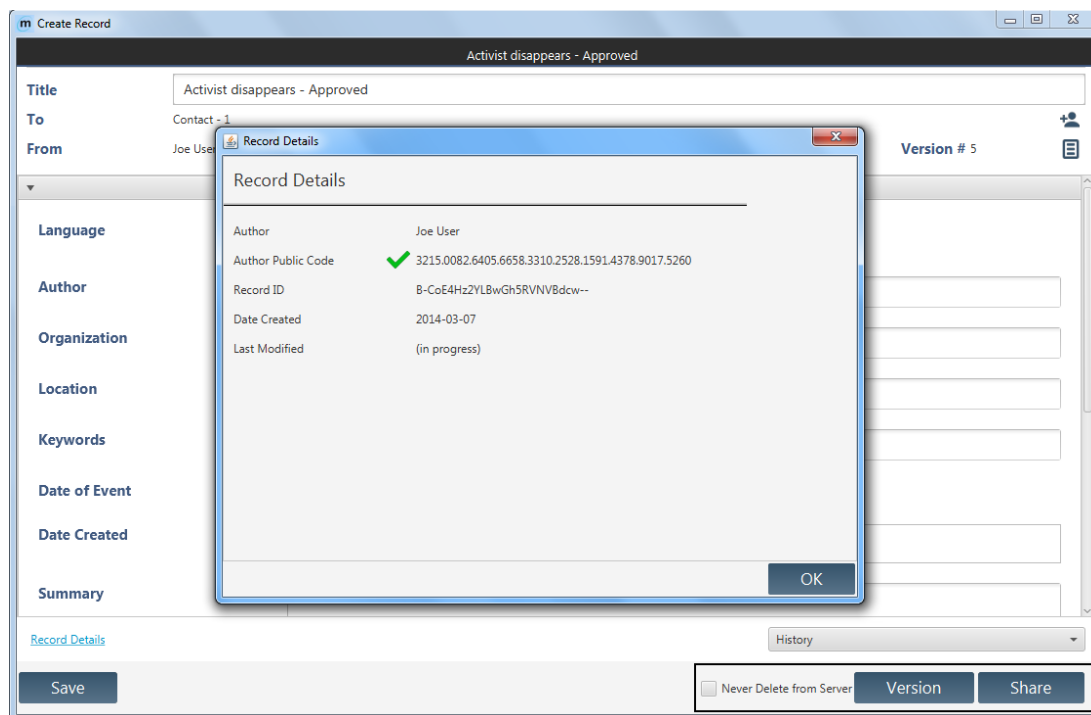 m Create Record
Activist disappears - Approved
Title Activist disappears - Approved
To Contact - 1
From Joe User Version # 5
Record Details
Record Details
Author Joe User
Author Public Code 3215.0082.6405.6658.3310.2528.1591.4378.9017.5260
Record ID B-CoE4Hz2YLBwGh5RVNVBdcw--
Date Created 2014-03-07
Last Modified (in progress)
OK
Language
Author
Organization
Location
Keywords
Date of Event
Date Created
Summary
Record Details History
Save Never Delete from Server Version Share